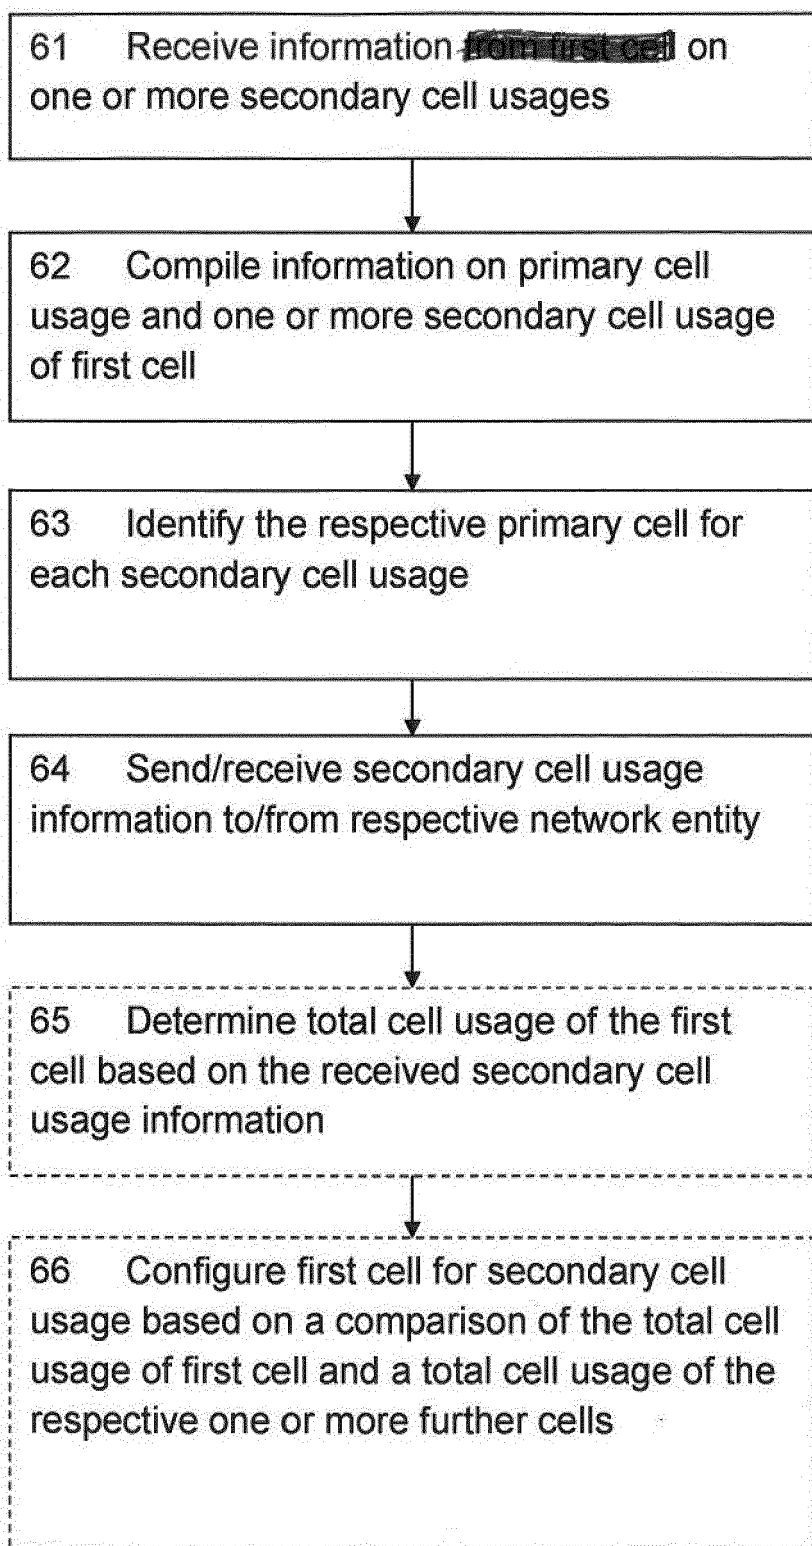 61 Receive information from first cell on
one or more secondary cell usages
62 Compile information on primary cell
usage and one or more secondary cell usage
of first cell
63 Identify the respective primary cell for
each secondary cell usage
64 Send/receive secondary cell usage
information to/from respective network entity
65 Determine total cell usage of the first
cell based on the received secondary cell
usage information
66 Configure first cell for secondary cell
usage based on a comparison of the total cell
usage of first cell and a total cell usage of the
respective one or more further cells